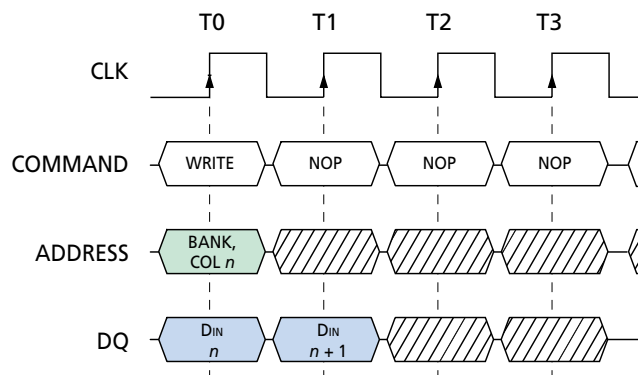 T0 T1 T2 T3
CLK
COMMAND WRITE NOP NOP NOP
ADDRESS BANK,
COL n
DQ DIN
n DIN
n + 1